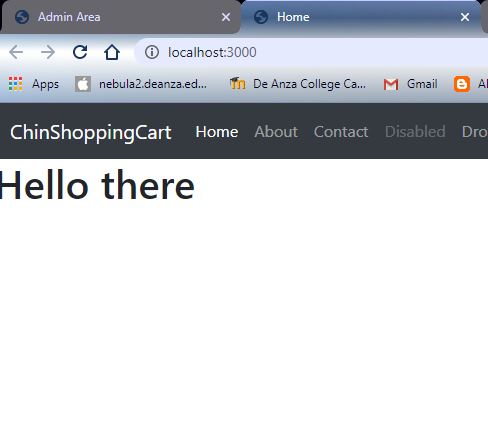 Admin Area Home
localhost:3000
Apps nebula2.deanza.ed... De Anza College Ca... Gmail
ChinShoppingCart Home About Contact Disabled Dro
Hello there